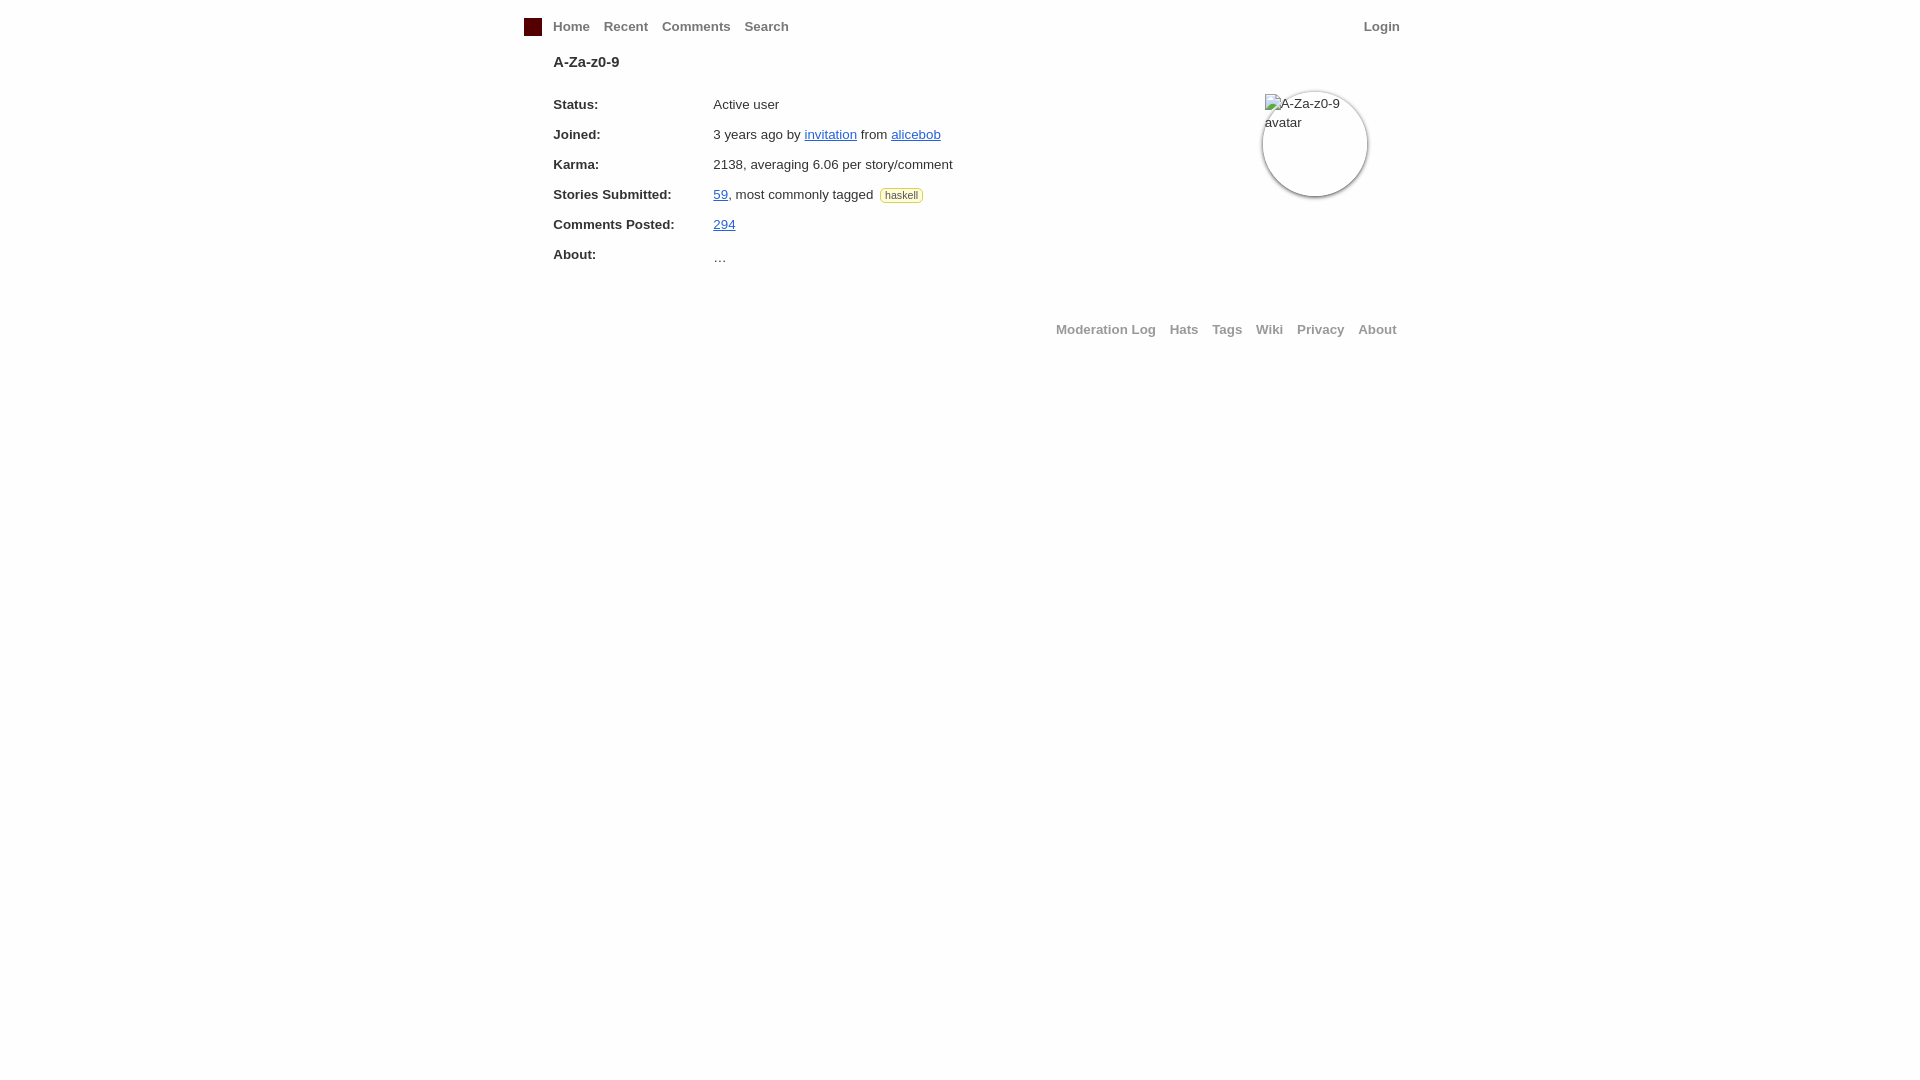 Home Recent Comments Search Login
A-Za-z0-9
Status: Active user
Joined: 3 years ago by invitation from alicebob
Karma: 2138, averaging 6.06 per story/comment
Stories Submitted: 59, most commonly tagged haskell
Comments Posted: 294
About: …
A-Za-z0-9
avatar
Moderation Log Hats Tags Wiki Privacy About